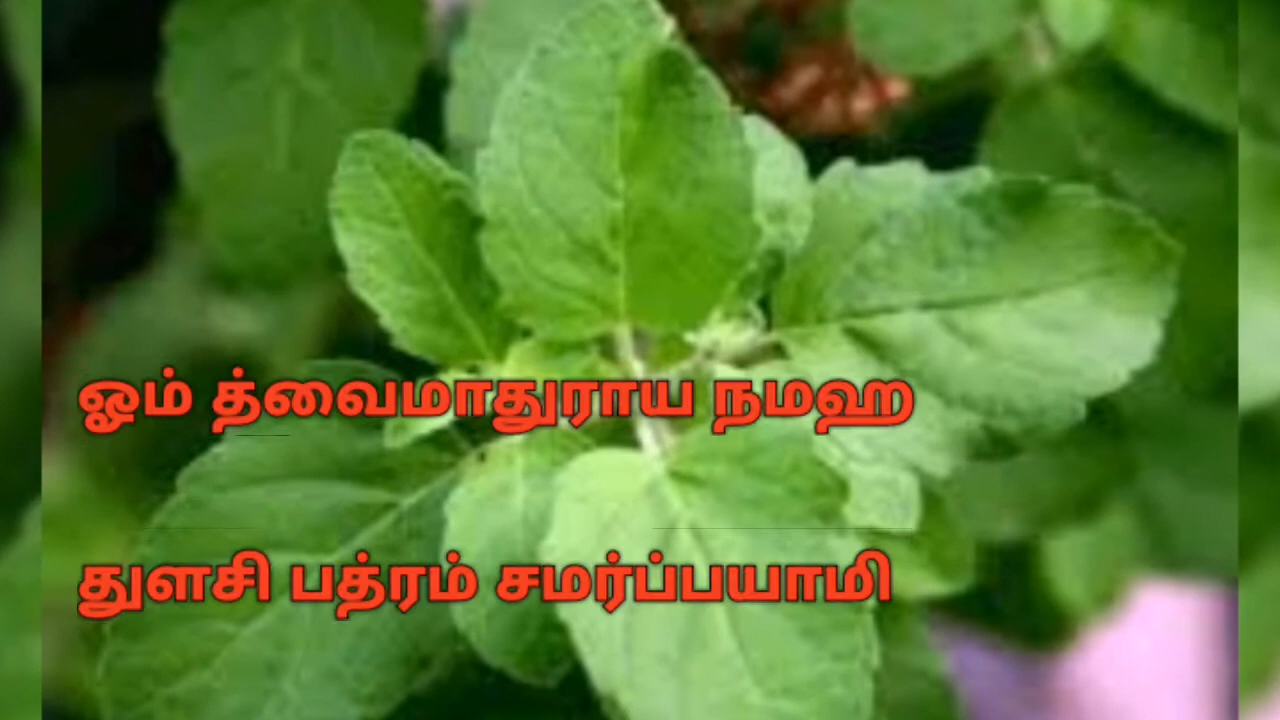 ஓம் த்வைமாதுராய நமஹ
துளசி பத்ரம் சமர்ப்பயாமி